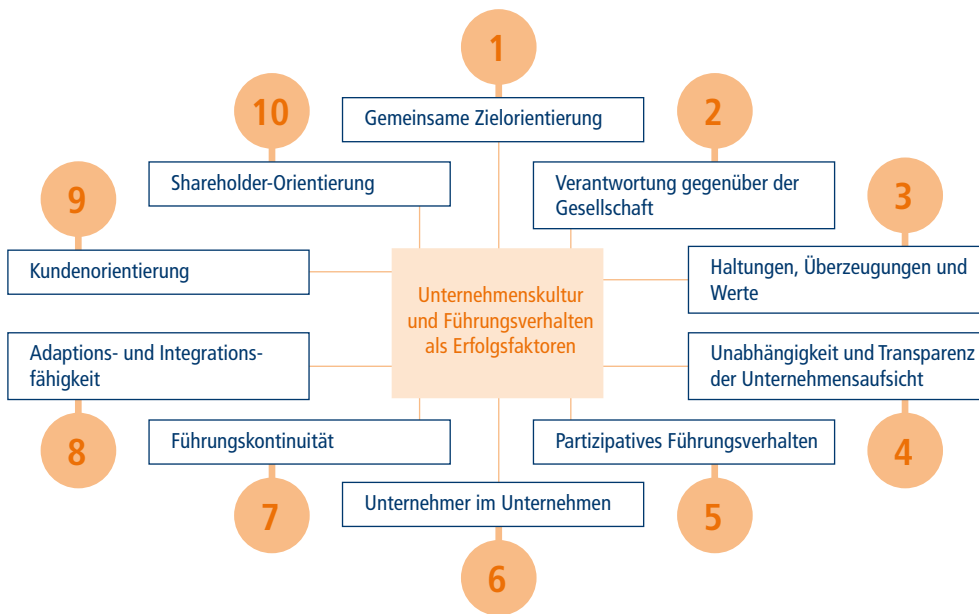 1
Gemeinsame Zielorientierung
2
Verantwortung gegenüber der
Gesellschaft
3
Haltungen, Überzeugungen und
Werte
4
Unabhängigkeit und Transparenz
der Unternehmensaufsicht
5
Partizipatives Führungsverhalten
6
Unternehmer im Unternehmen
7
Führungskontinuität
8
Adaptions- und Integrations-
fähigkeit
9
Kundenorientierung
10
Shareholder-Orientierung
Unternehmenskultur
und Führungsverhalten
als Erfolgsfaktoren